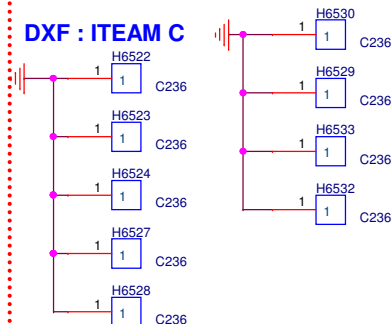 DXF : ITEAM C
H6522
1
1
C236
H6523
1
1
C236
H6524
1
1
C236
H6527
1
1
C236
H6528
1
1
C236
H6530
1
1
C236
H6529
1
1
C236
H6533
1
1
C236
H6532
1
1
C236